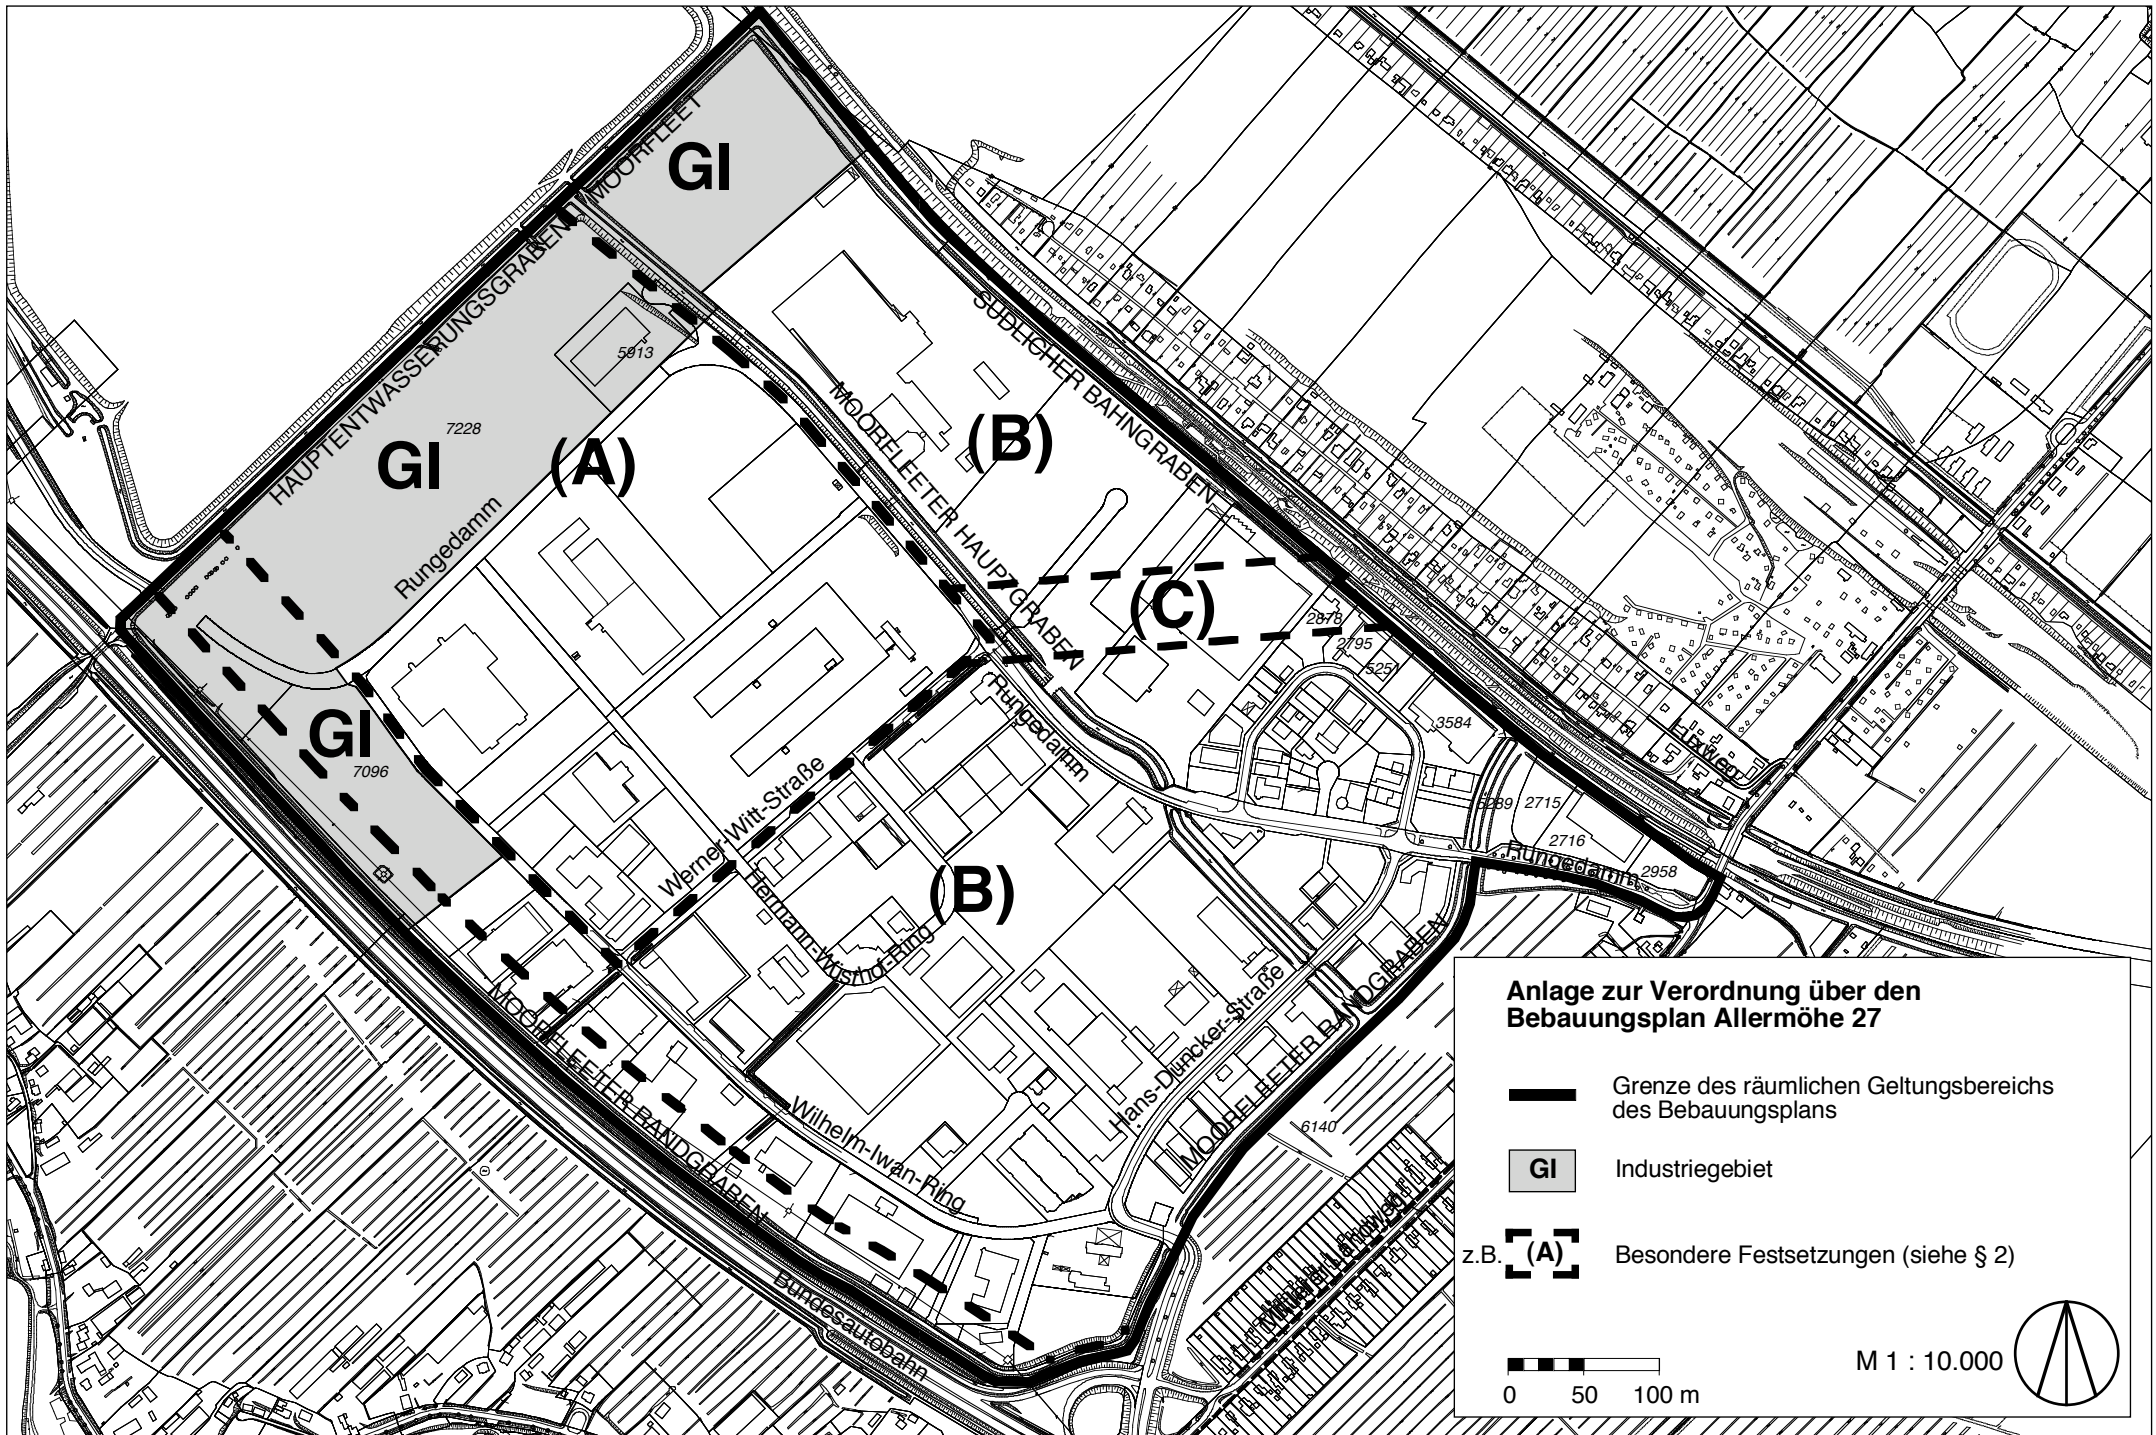 GI
HAUPTENTWÄSSERUNGSGRABEN MOORFLEET
5913
7228
GI
(A)
Rungedamm
(B)
SÜDLICHER BAHNGRABEN
MOORFLEETER HAUPTGRABEN
(C)
2878
2795
5251
3584
GI
7096
Rungedamm
Luxweg
Werner-Witt-Straße
5289
2715
2716
Rungedamm
2958
Hermann-Wüsthof-Ring
(B)
MOORFLEETER RANDGRABEN
Hans-Duncker-Straße
MOORFLEETER RANDGRABEN
Wilhelm-Iwan-Ring
6140
Mittlerer Landweg
Bundesautobahn
Anlage zur Verordnung über den
Bebauungsplan Allermöhe 27
Grenze des räumlichen Geltungsbereichs
des Bebauungsplans
GI Industriegebiet
z.B. (A) Besondere Festsetzungen (siehe § 2)
0 50 100 m
M 1 : 10.000